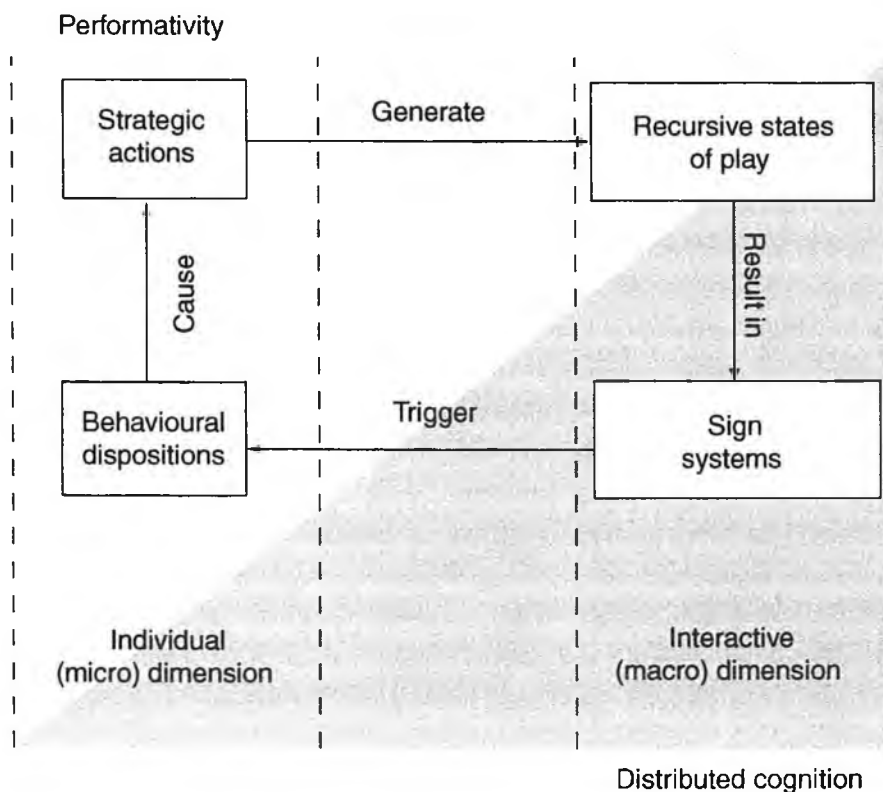 Performativity
Strategic
actions
Generate
Recursive states
of play
Cause
Result in
Behavioural
dispositions
Trigger
Sign
systems
Individual
(micro) dimension
Interactive
(macro) dimension
Distributed cognition